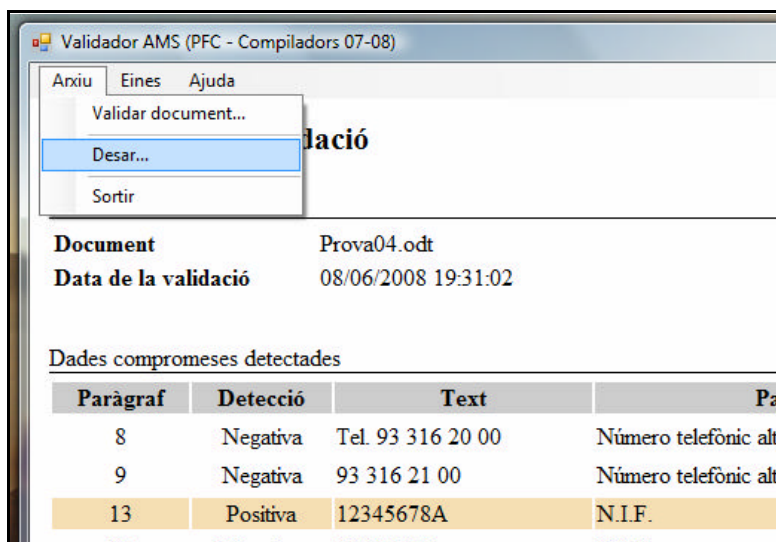 Validador AMS (PFC - Compiladors 07-08)
Arxiu Eines Ajuda
Validar document...
Desar...
Sortir
dació
Document Prova04.odt
Data de la validació 08/06/2008 19:31:02
Dades compromeses detectades
Paràgraf Detecció Text Pa
8 Negativa Tel. 93 316 20 00 Número telefònic alt
9 Negativa 93 316 21 00 Número telefònic alt
13 Positiva 12345678A N.I.F.